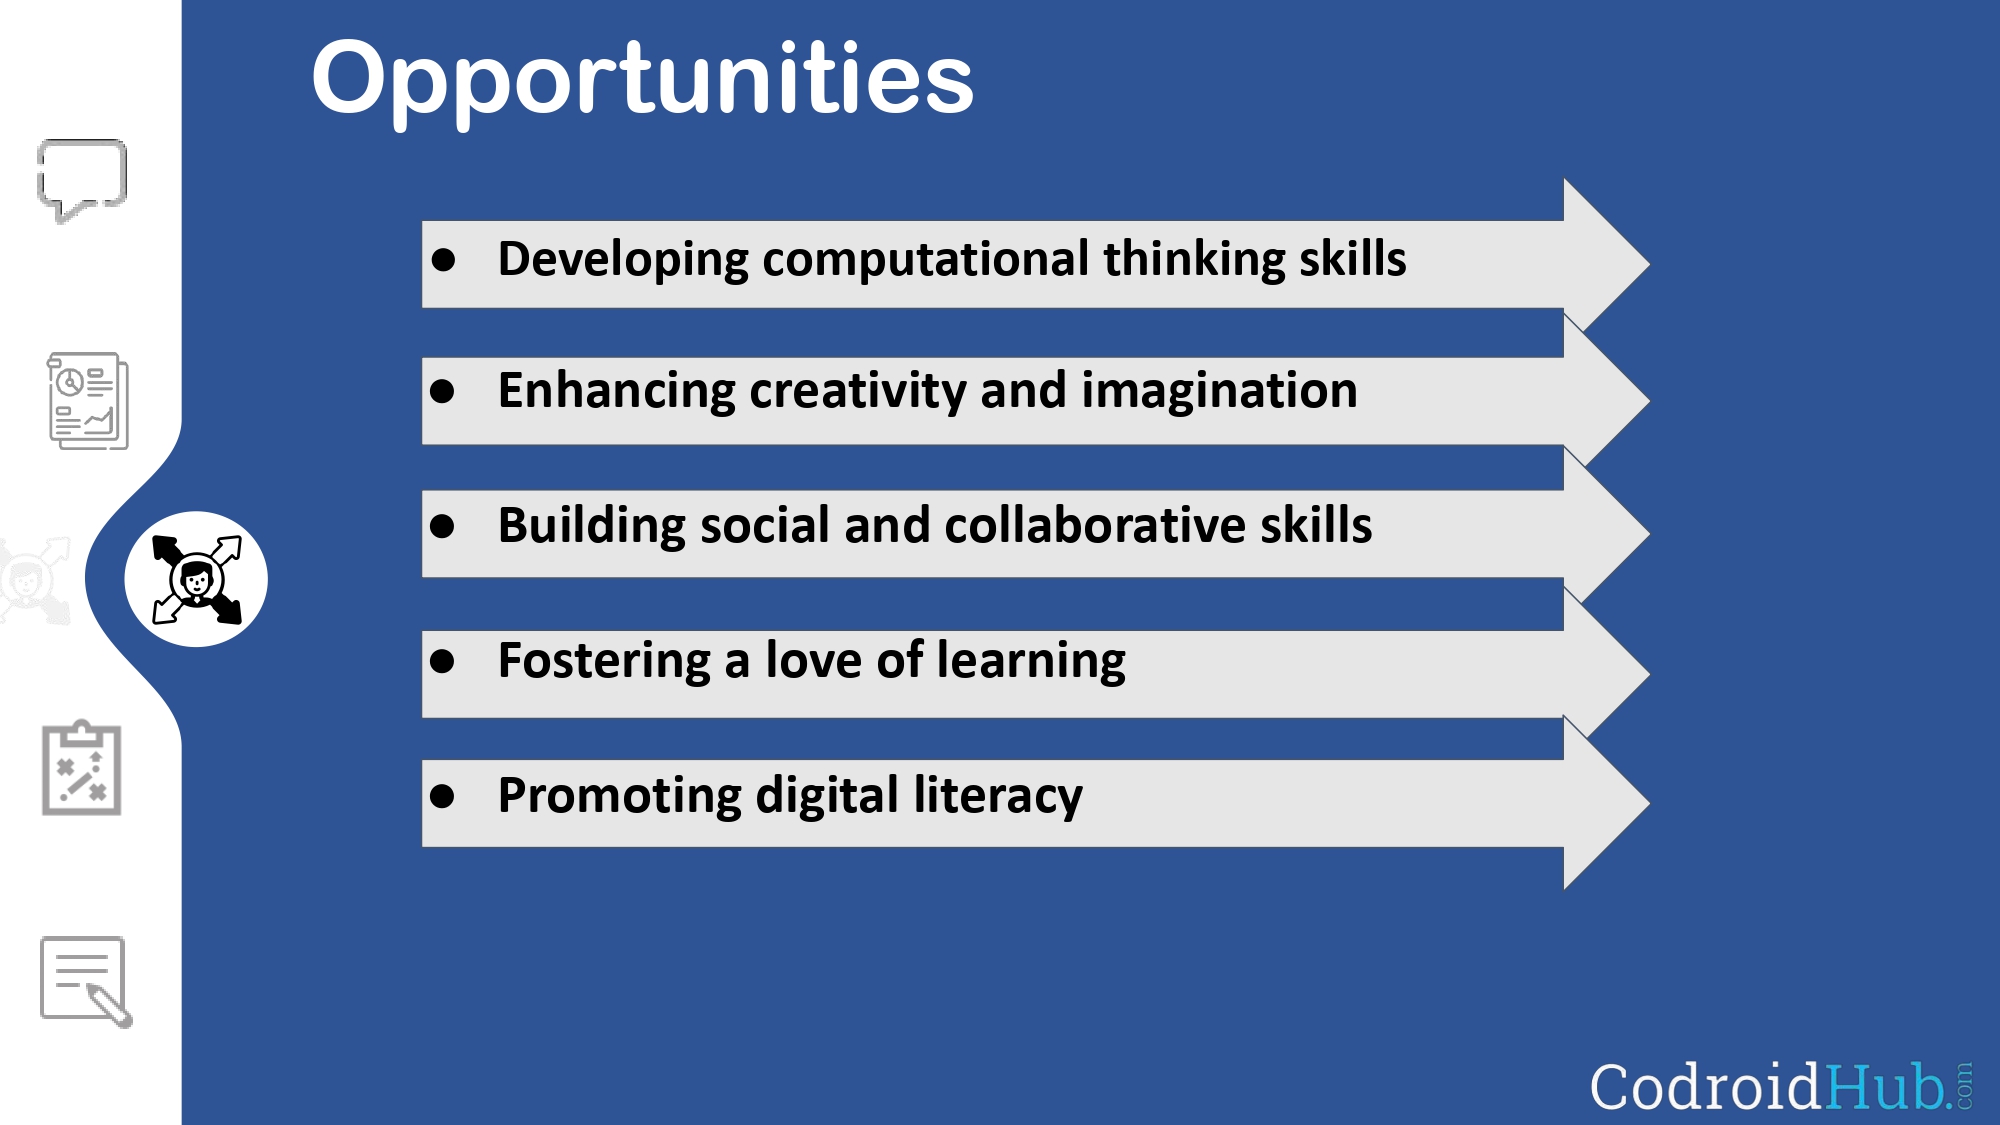 Opportunities
● Developing computational thinking skills
● Enhancing creativity and imagination
● Building social and collaborative skills
● Fostering a love of learning
● Promoting digital literacy
CodroidHub.com